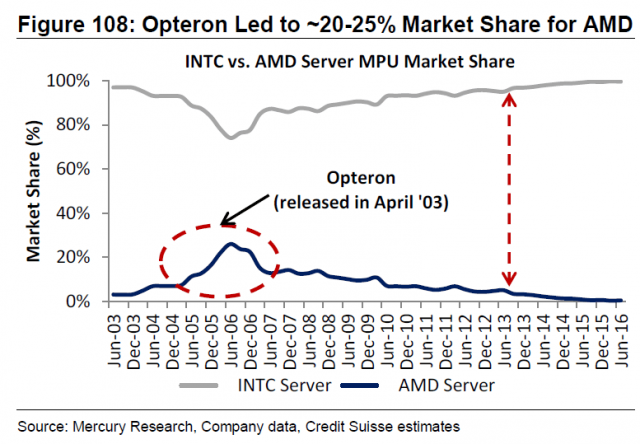 Figure 108: Opteron Led to ~20-25% Market Share for AMD
INTC vs. AMD Server MPU Market Share
100%
80%
60%
40%
20%
0%
Market Share (%)
Opteron
(released in April '03)
Jun-03
Dec-03
Jun-04
Dec-04
Jun-05
Dec-05
Jun-06
Dec-06
Jun-07
Dec-07
Jun-08
Dec-08
Jun-09
Dec-09
Jun-10
Dec-10
Jun-11
Dec-11
Jun-12
Dec-12
Jun-13
Dec-13
Jun-14
Dec-14
Jun-15
Dec-15
Jun-16
INTC Server
AMD Server
Source: Mercury Research, Company data, Credit Suisse estimates